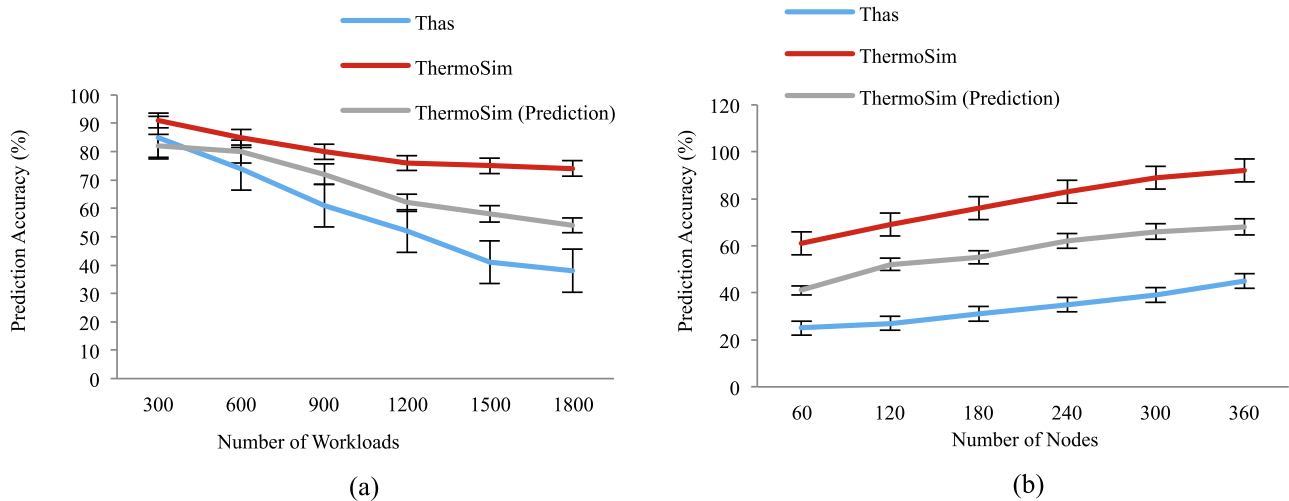 Thas
ThermoSim
ThermoSim (Prediction)
Prediction Accuracy (%)
100
90
80
70
60
50
40
30
20
10
0
300 600 900 1200 1500 1800
Number of Workloads
(a)
Thas
ThermoSim
ThermoSim (Prediction)
Prediction Accuracy (%)
120
100
80
60
40
20
0
60 120 180 240 300 360
Number of Nodes
(b)